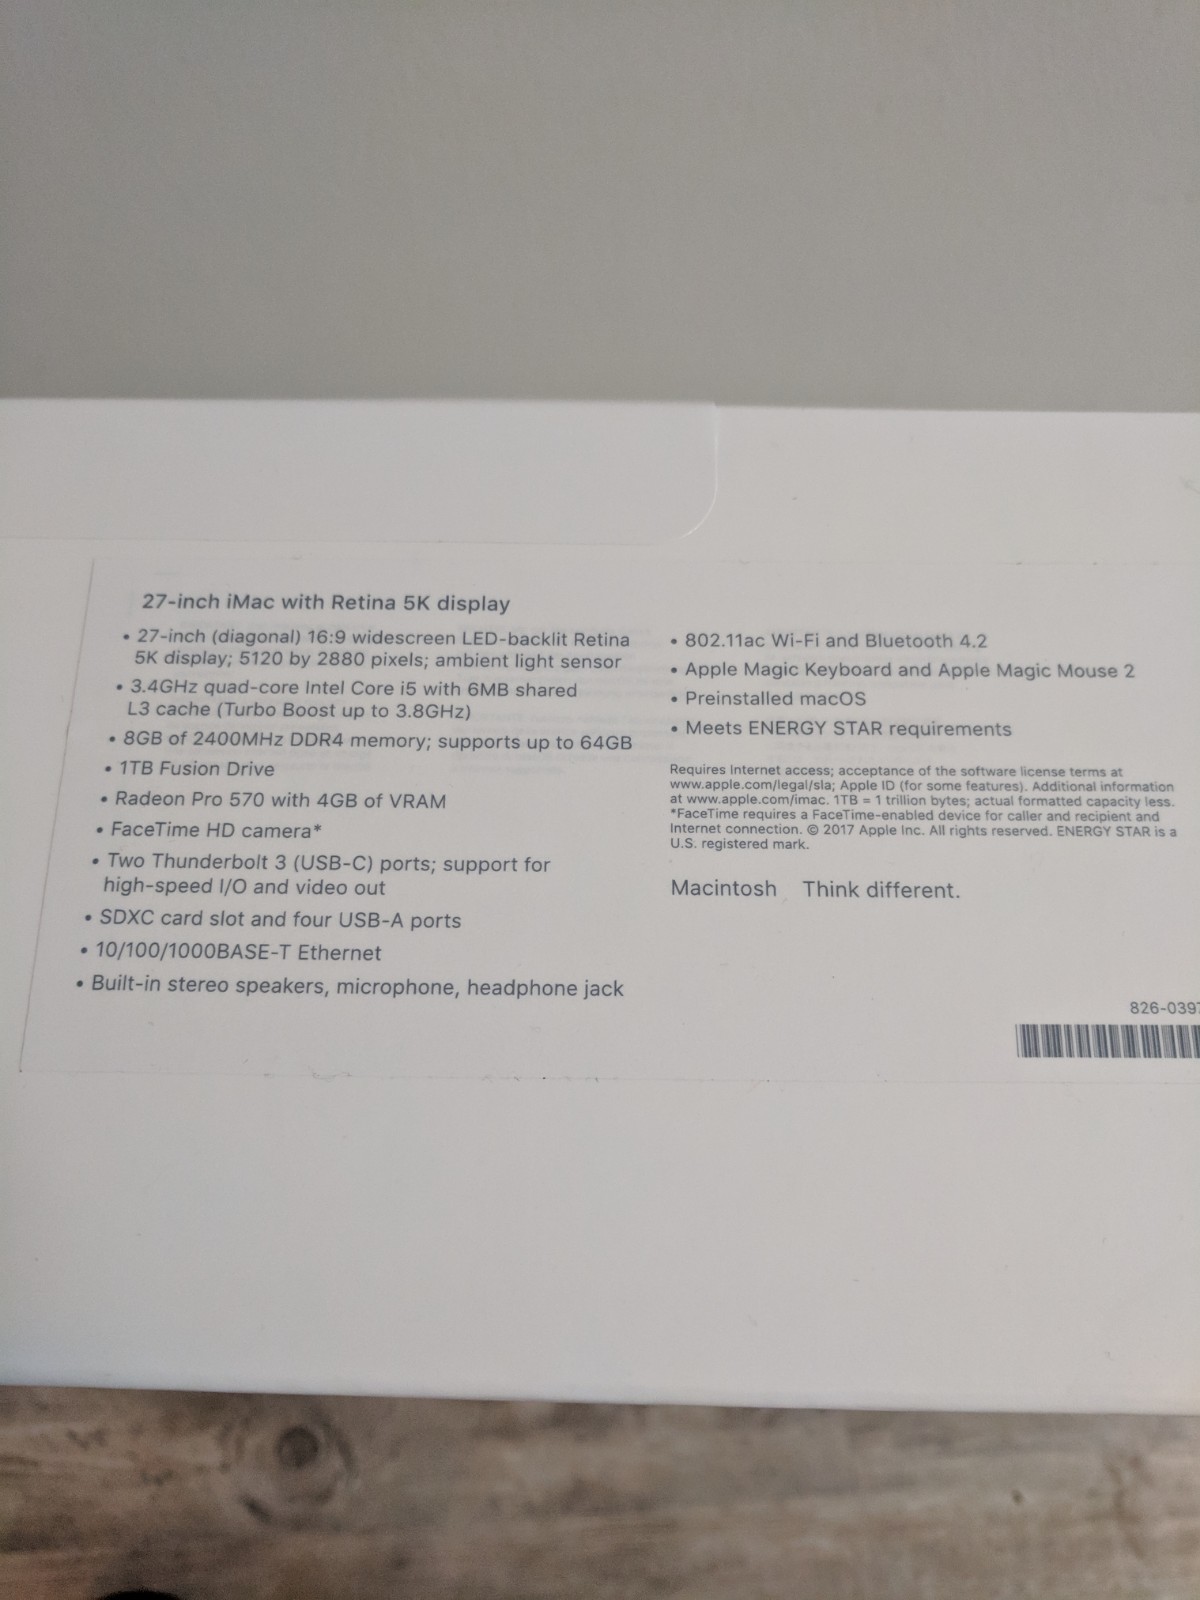 27-inch iMac with Retina 5K display
• 27-inch (diagonal) 16:9 widescreen LED-backlit Retina
5K display; 5120 by 2880 pixels; ambient light sensor
• 3.4GHz quad-core Intel Core i5 with 6MB shared
L3 cache (Turbo Boost up to 3.8GHz)
• 8GB of 2400MHz DDR4 memory; supports up to 64GB
• 1TB Fusion Drive
• Radeon Pro 570 with 4GB of VRAM
• FaceTime HD camera*
• Two Thunderbolt 3 (USB-C) ports; support for
high-speed I/O and video out
• SDXC card slot and four USB-A ports
• 10/100/1000BASE-T Ethernet
• Built-in stereo speakers, microphone, headphone jack
• 802.11ac Wi-Fi and Bluetooth 4.2
• Apple Magic Keyboard and Apple Magic Mouse 2
• Preinstalled macOS
• Meets ENERGY STAR requirements
Requires Internet access; acceptance of the software license terms at
www.apple.com/legal/sla; Apple ID (for some features). Additional information
at www.apple.com/imac. 1TB = 1 trillion bytes; actual formatted capacity less.
*FaceTime requires a FaceTime-enabled device for caller and recipient and
Internet connection. © 2017 Apple Inc. All rights reserved. ENERGY STAR is a
U.S. registered mark.
Macintosh Think different.
826-0397